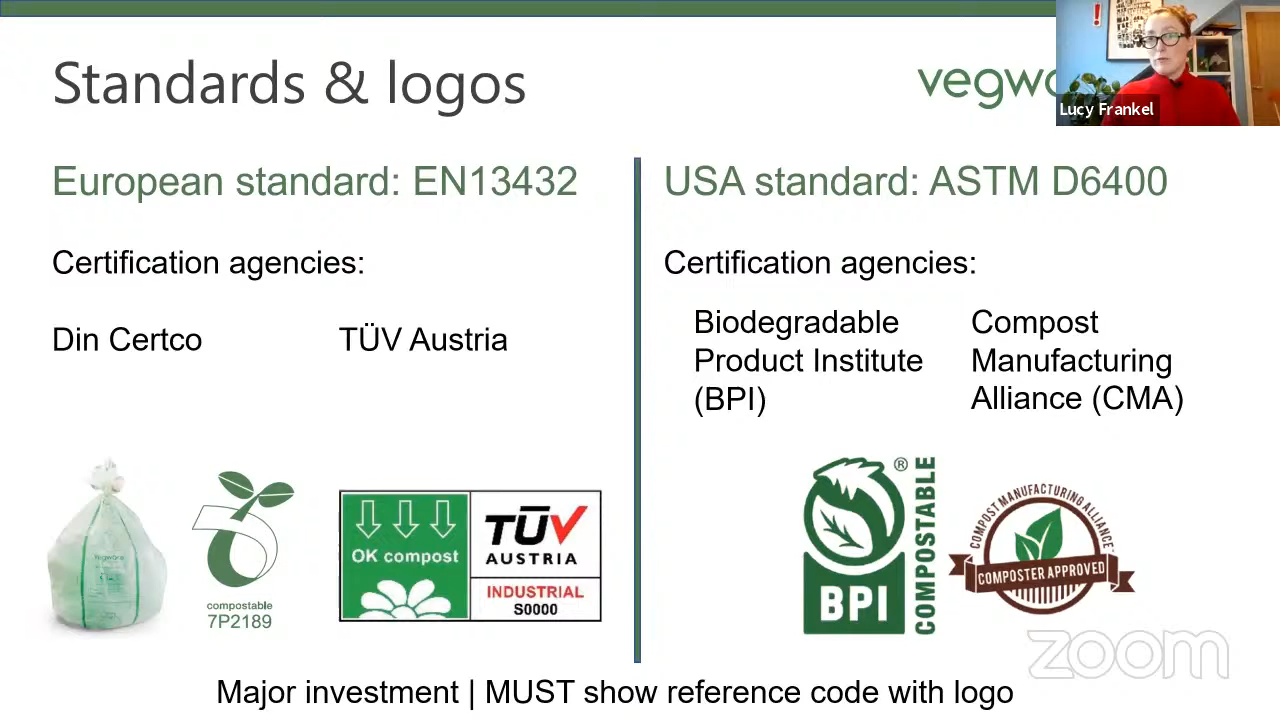 Standards & logos
Lucy Frankel
European standard: EN13432
Certification agencies:
Din Certco
TÜV Austria
compostable
7P2189
OK compost
TÜV
AUSTRIA
INDUSTRIAL
S0000
USA standard: ASTM D6400
Certification agencies:
Biodegradable
Product Institute
(BPI)
Compost
Manufacturing
Alliance (CMA)
®
BPI
COMPOSTABLE
COMPOST MANUFACTURING ALLIANCE
COMPOSTER APPROVED
zoom
Major investment | MUST show reference code with logo